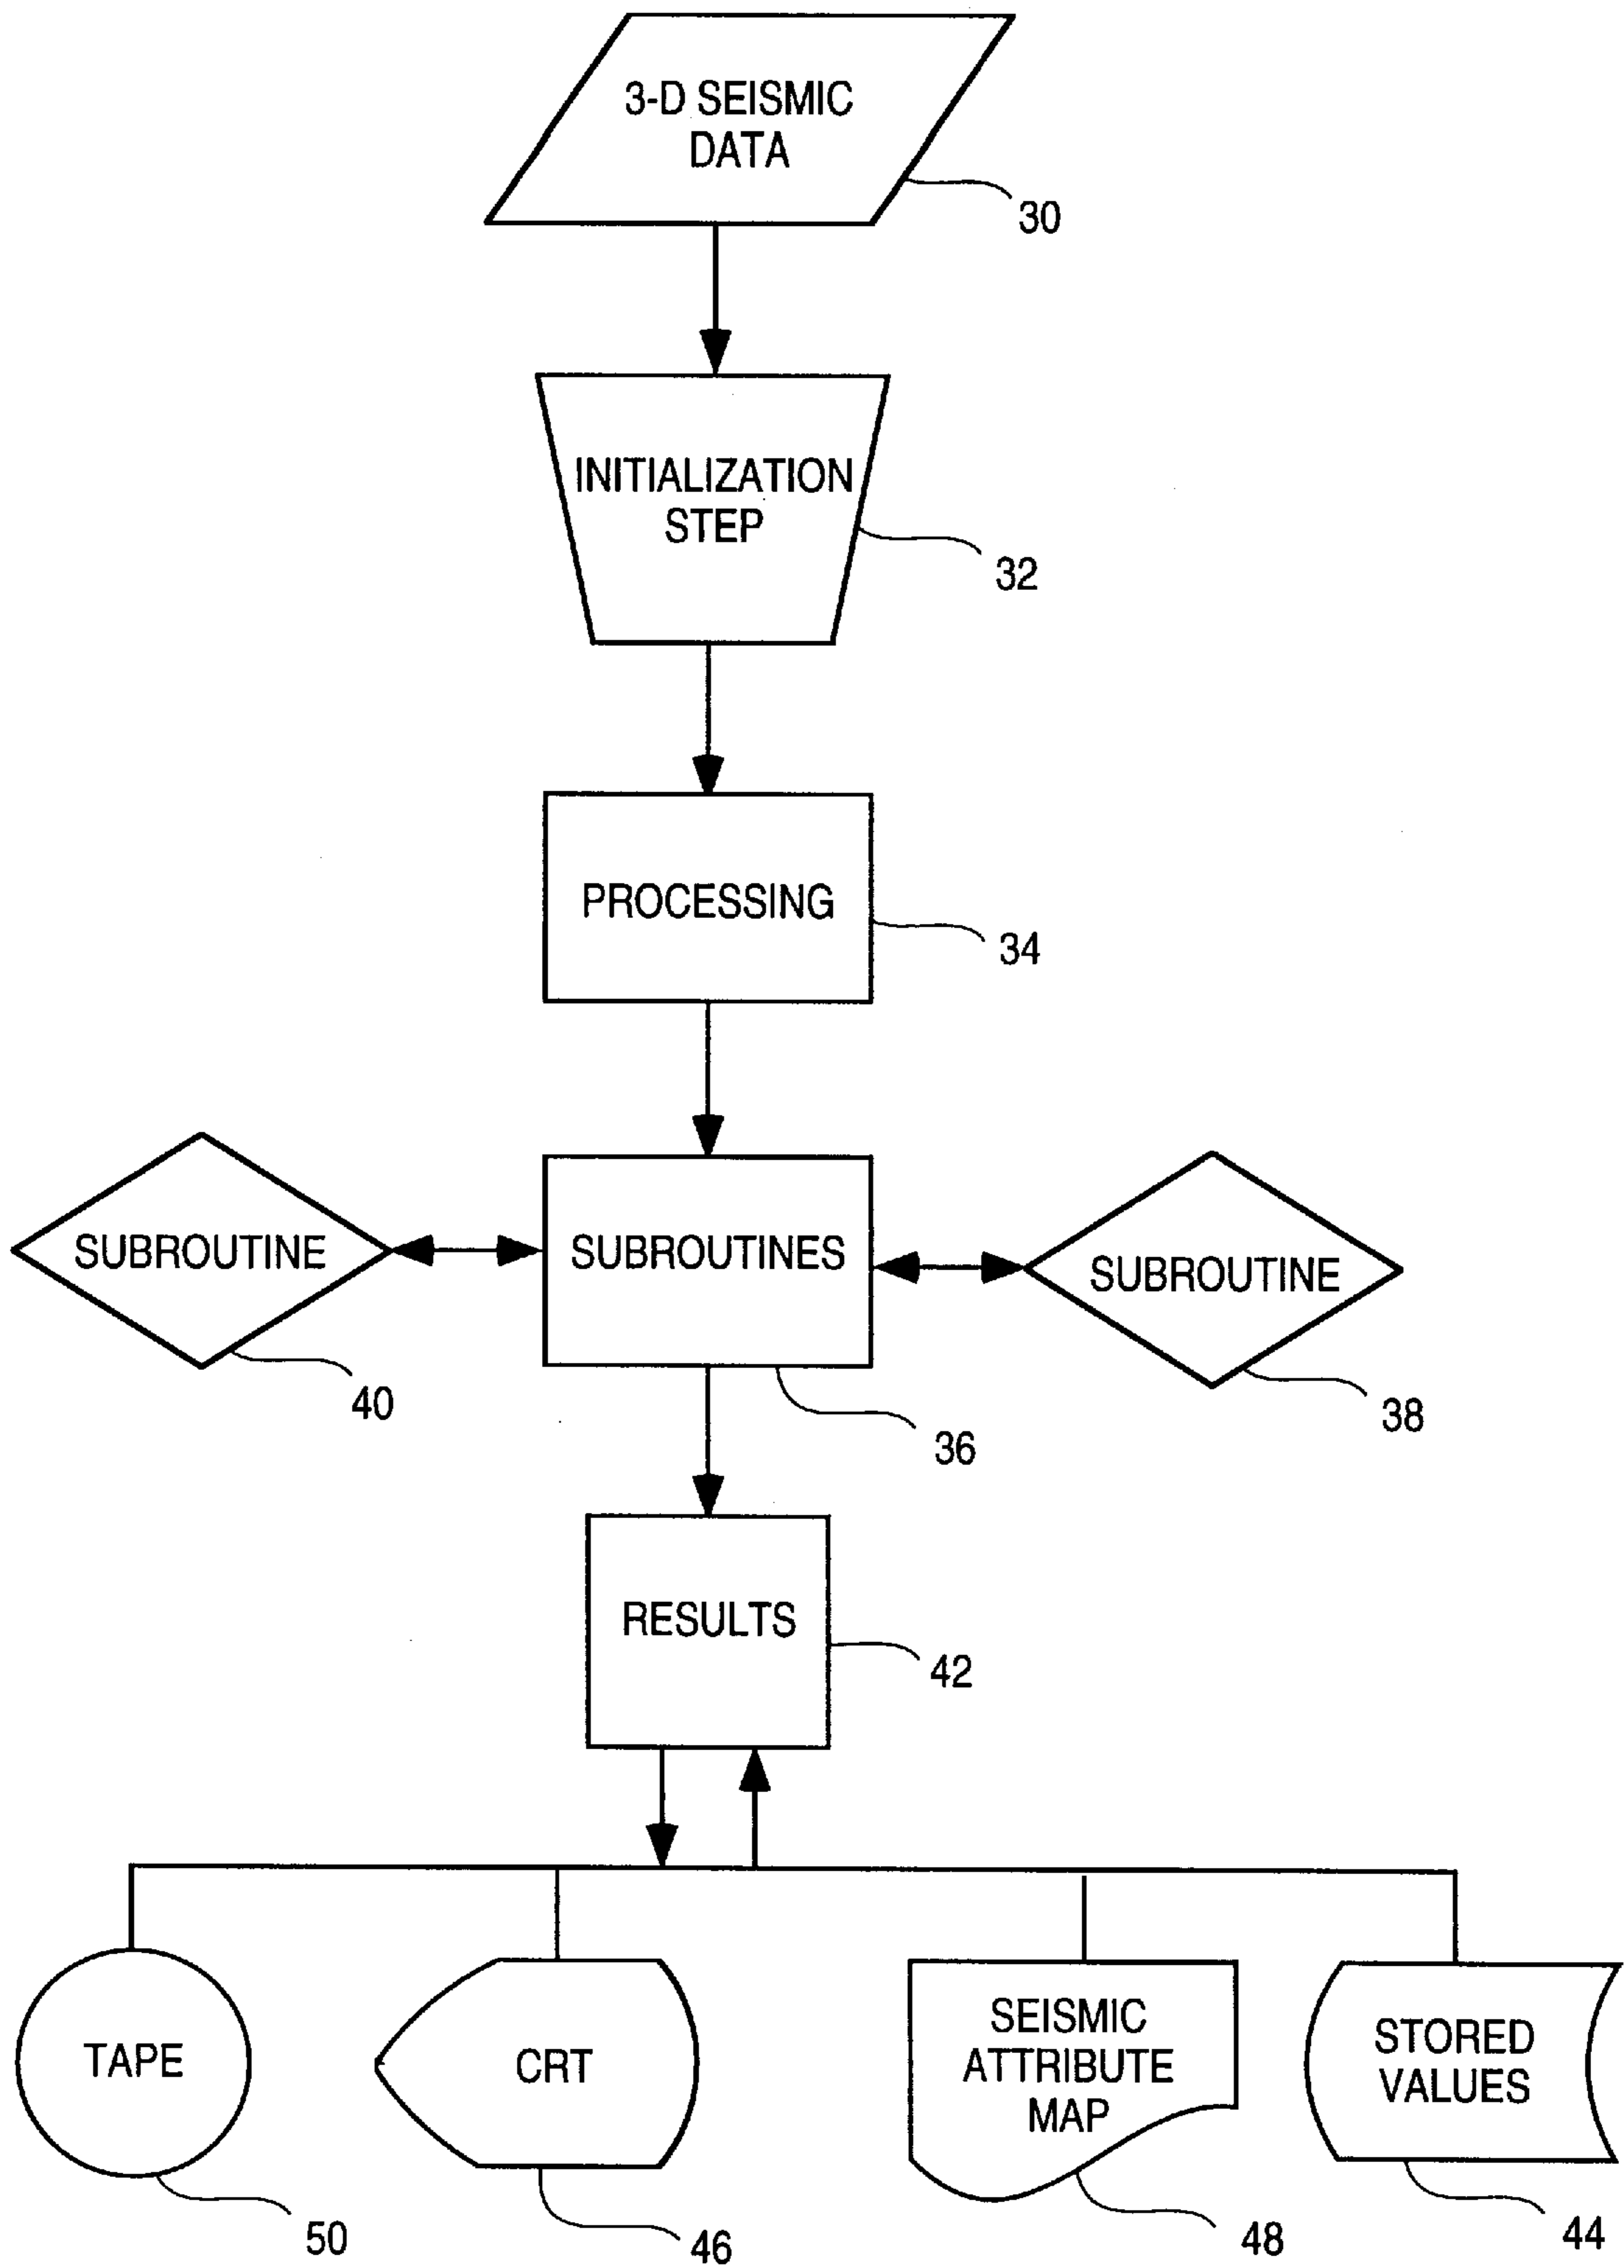 3-D SEISMIC
DATA
30
INITIALIZATION
STEP
32
PROCESSING
34
SUBROUTINE
SUBROUTINES
SUBROUTINE
40
38
36
RESULTS
42
TAPE
CRT
SEISMIC
ATTRIBUTE
MAP
STORED
VALUES
50
46
48
44